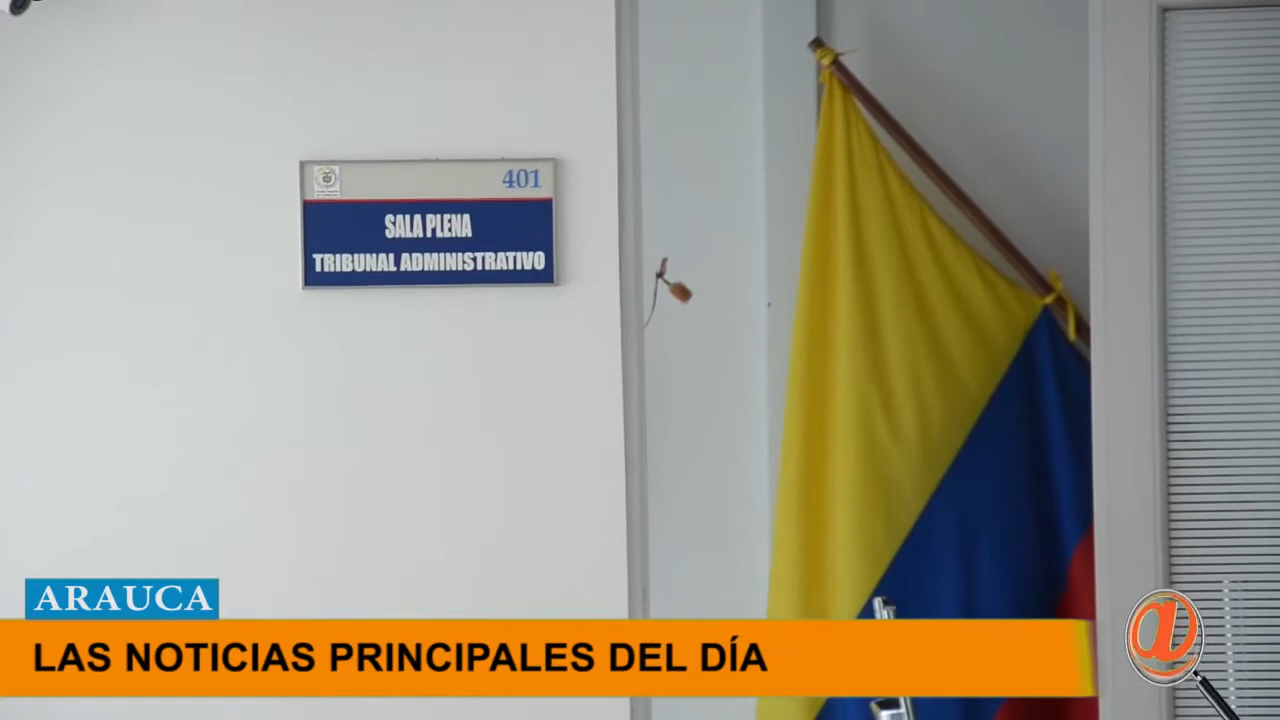 401
SALA PLENA
TRIBUNAL ADMINISTRATIVO
ARAUCA
LAS NOTICIAS PRINCIPALES DEL DÍA
@